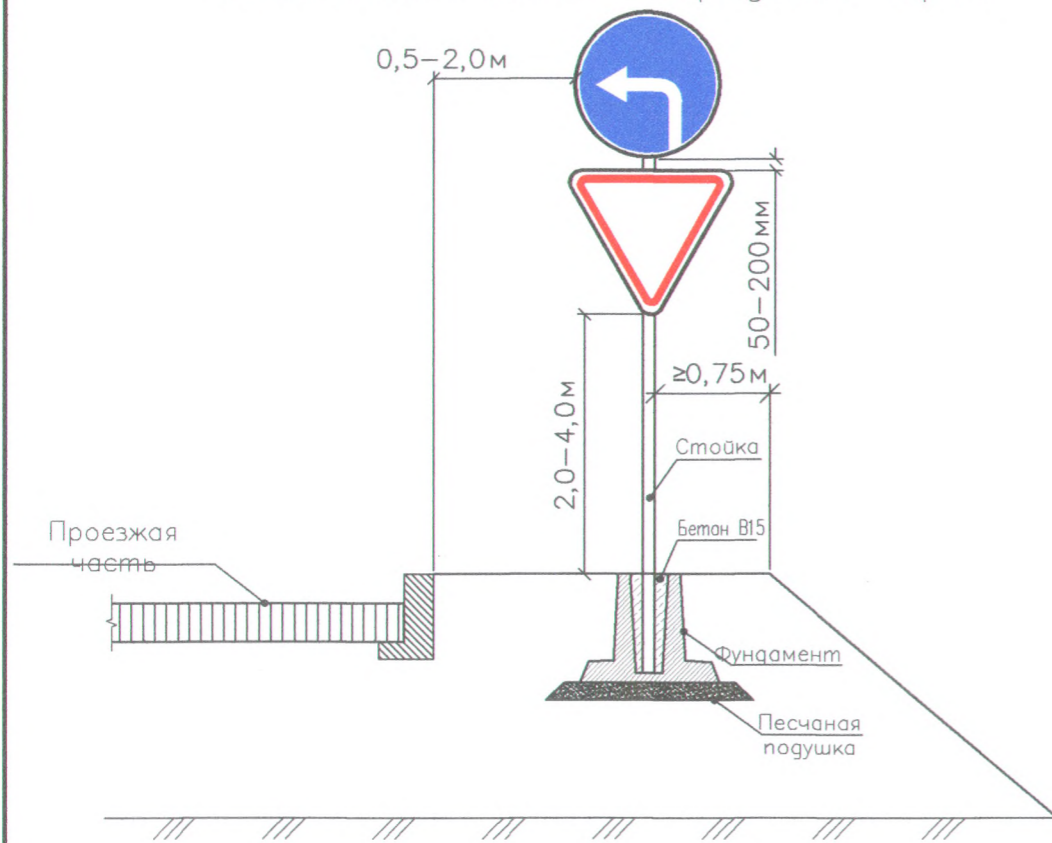 0,5-2,0м
50-200мм
≥0,75м
2,0-4,0м
Стойка
Бетон В15
Проезжая
часть
Фундамент
Песчаная
подушка